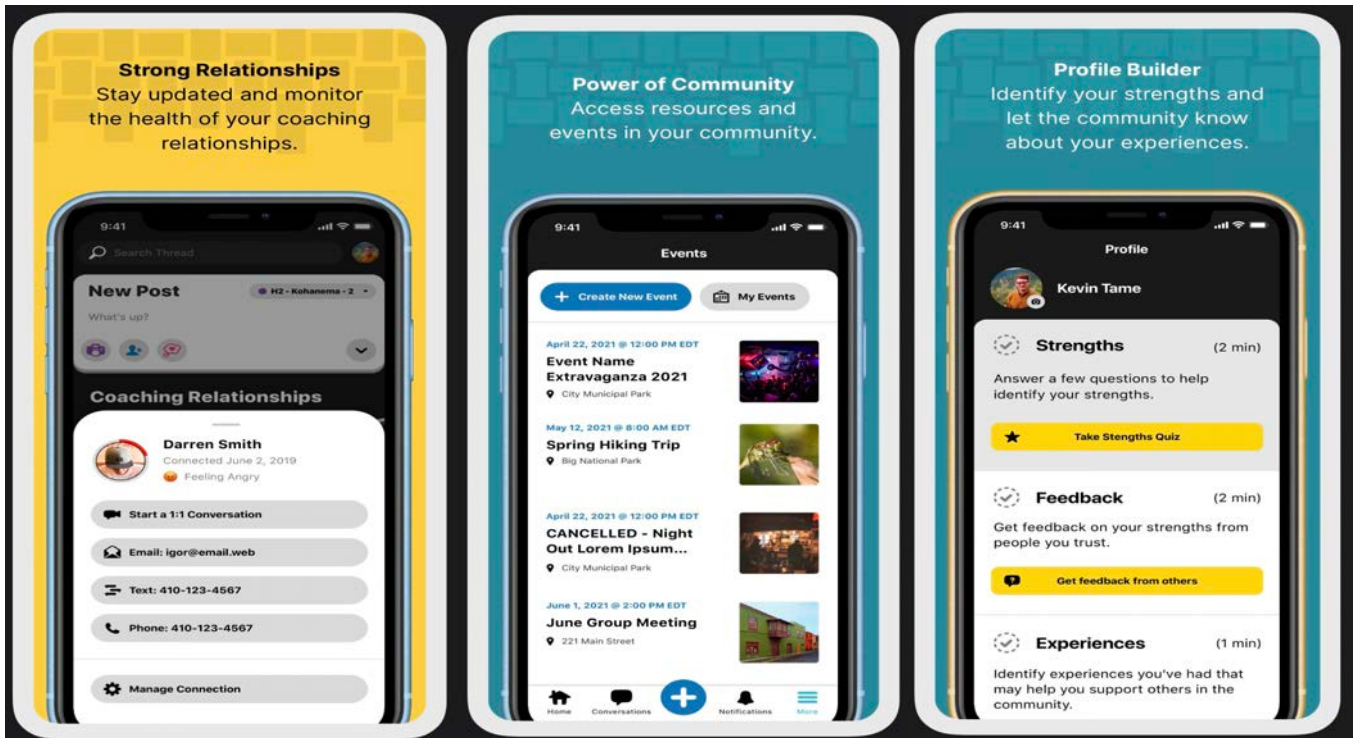 Strong Relationships
Stay updated and monitor
the health of your coaching
relationships.
9:41
Search Thread
New Post
H2 - Kohanema - 2
What's up?
Coaching Relationships
Darren Smith
Connected June 2, 2019
Feeling Angry
Start a 1:1 Conversation
Email: igor@email.web
Text: 410-123-4567
Phone: 410-123-4567
Manage Connection
Power of Community
Access resources and
events in your community.
9:41
Events
Create New Event
My Events
April 22, 2021 @ 12:00 PM EDT
Event Name
Extravaganza 2021
City Municipal Park
May 12, 2021 @ 8:00 AM EDT
Spring Hiking Trip
Big National Park
April 22, 2021 @ 12:00 PM EDT
CANCELLED - Night
Out Lorem Ipsum...
City Municipal Park
June 1, 2021 @ 2:00 PM EDT
June Group Meeting
221 Main Street
Home Conversations Notifications More
Profile Builder
Identify your strengths and
let the community know
about your experiences.
9:41
Profile
Kevin Tame
Strengths (2 min)
Answer a few questions to help
identify your strengths.
Take Stengths Quiz
Feedback (2 min)
Get feedback on your strengths from
people you trust.
Get feedback from others
Experiences (1 min)
Identify experiences you've had that
may help you support others in the
community.